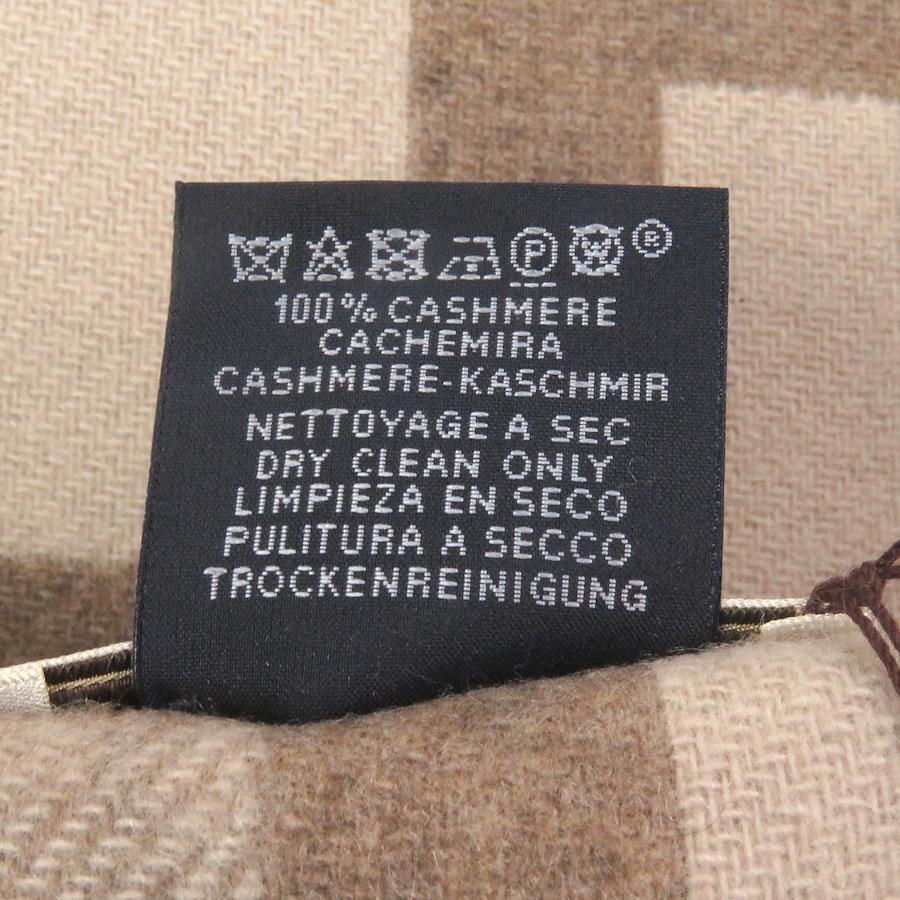 P W ®
100% CASHMERE
CACHEMIRA
CASHMERE-KASCHMIR
NETTOYAGE A SEC
DRY CLEAN ONLY
LIMPIEZA EN SECO
PULITURA A SECCO
TROCKENREINIGUNG